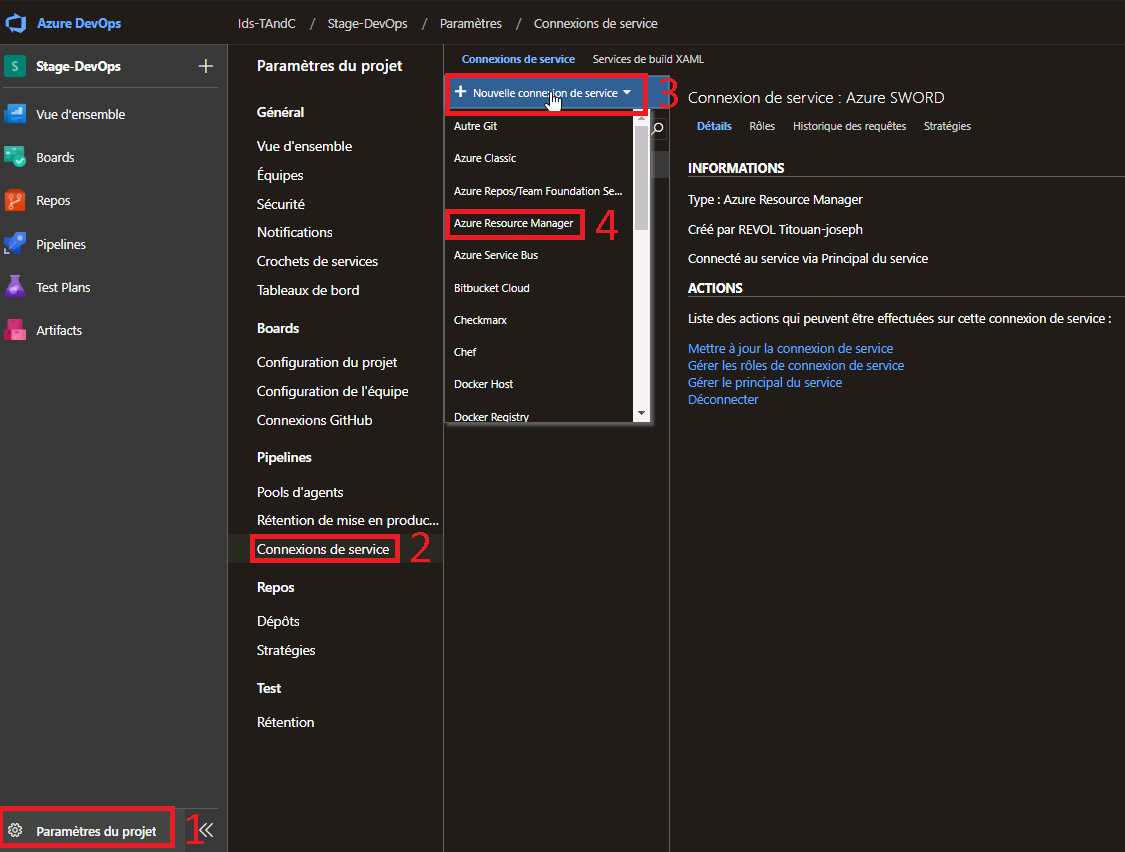 Azure DevOps
Ids-TAndC / Stage-DevOps / Paramètres / Connexions de service
S Stage-DevOps +
Vue d'ensemble
Boards
Repos
Pipelines
Test Plans
Artifacts
Paramètres du projet 1
Paramètres du projet
Général
Vue d'ensemble
Équipes
Sécurité
Notifications
Crochets de services
Tableaux de bord
Boards
Configuration du projet
Configuration de l'équipe
Connexions GitHub
Pipelines
Pools d'agents
Rétention de mise en produc...
Connexions de service 2
Repos
Dépôts
Stratégies
Test
Rétention
Connexions de service Services de build XAML
+ Nouvelle connexion de service 3
Autre Git
Azure Classic
Azure Repos/Team Foundation Se...
Azure Resource Manager 4
Azure Service Bus
Bitbucket Cloud
Checkmarx
Chef
Docker Host
Docker Registry
Connexion de service : Azure SWORD
Détails Rôles Historique des requêtes Stratégies
INFORMATIONS
Type : Azure Resource Manager
Créé par REVOL Titouan-joseph
Connecté au service via Principal du service
ACTIONS
Liste des actions qui peuvent être effectuées sur cette connexion de service :
Mettre à jour la connexion de service
Gérer les rôles de connexion de service
Gérer le principal du service
Déconnecter